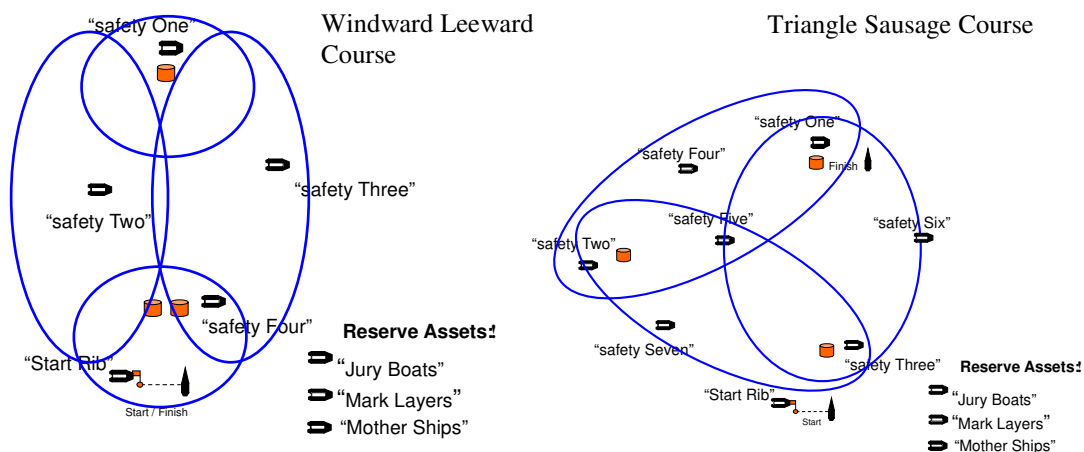 “safety One”
Windward Leeward
Course
“safety Three”
“safety Two”
“safety Four”
“Start Rib”
Start / Finish
Reserve Assets:
“Jury Boats”
“Mark Layers”
“Mother Ships”
Triangle Sausage Course
“safety One”
“safety Four”
Finish
“safety Five”
“safety Six”
“safety Two”
“safety Seven”
“safety Three”
“Start Rib”
Start
Reserve Assets:
“Jury Boats”
“Mark Layers”
“Mother Ships”